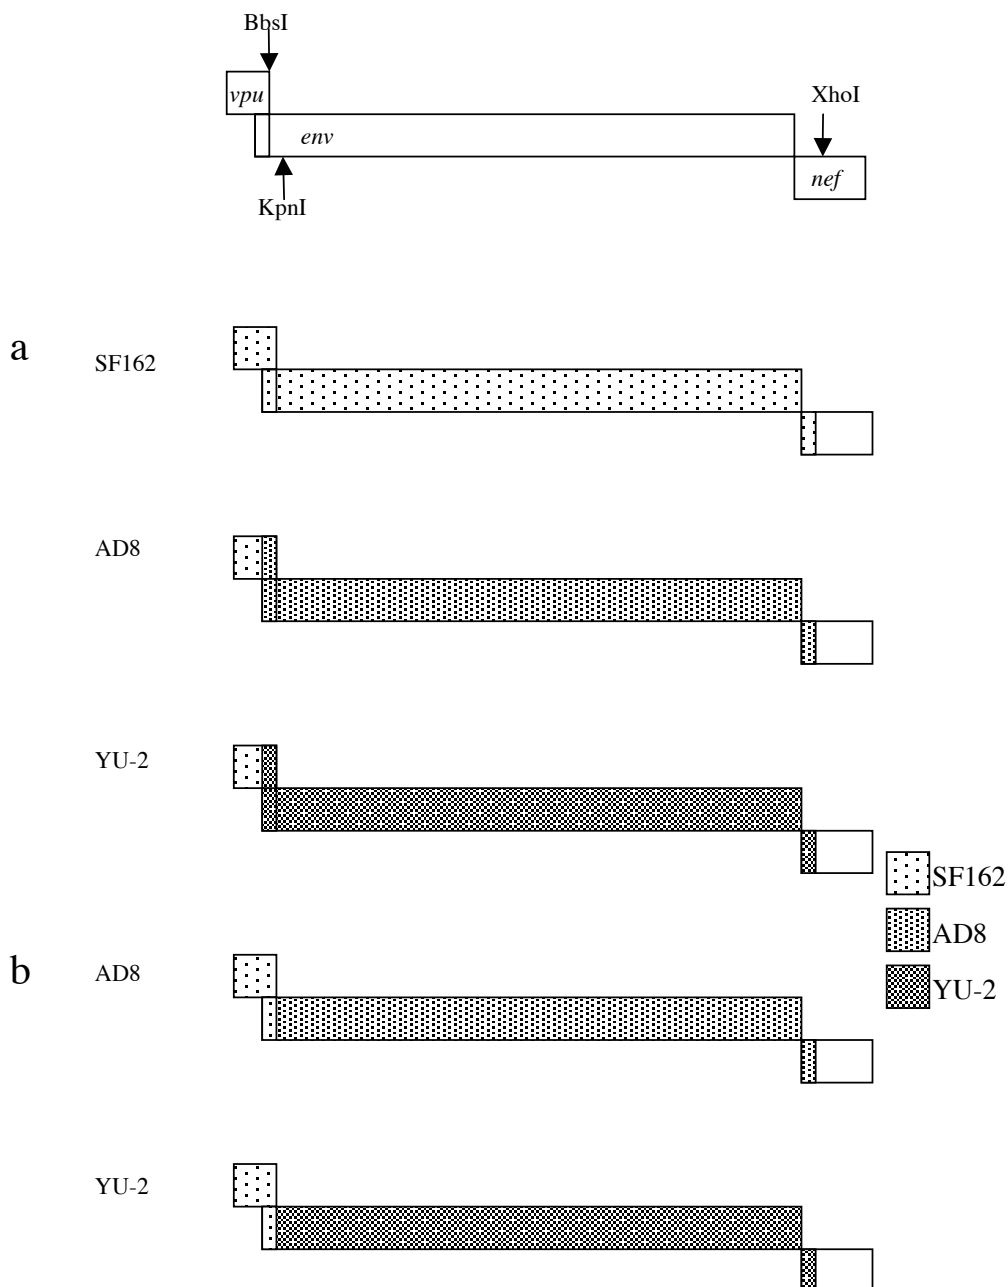 BbsI
vpu
XhoI
env
nef
KpnI
a
SF162
AD8
YU-2
SF162
AD8
b
AD8
YU-2
YU-2